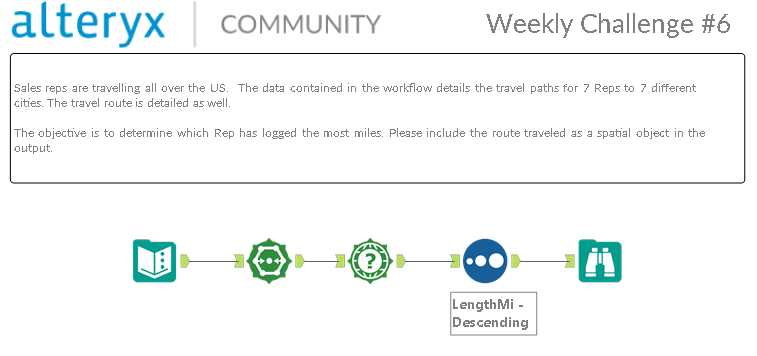 alteryx COMMUNITY Weekly Challenge #6
Sales reps are travelling all over the US. The data contained in the workflow details the travel paths for 7 Reps to 7 different
cities. The travel route is detailed as well.
The objective is to determine which Rep has logged the most miles. Please include the route traveled as a spatial object in the
output.
?
LengthMi -
Descending